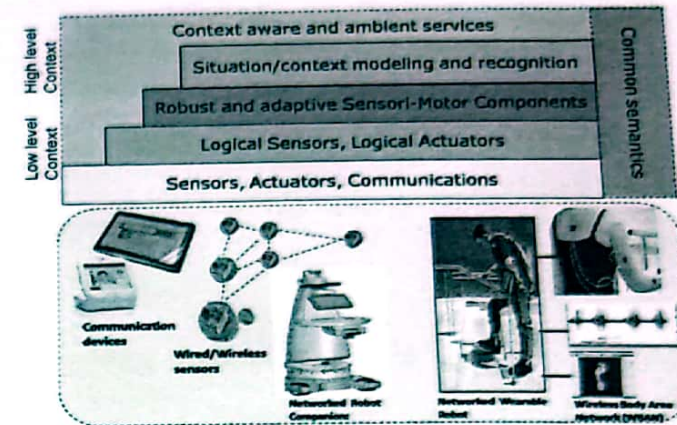 High level
Context
Low level
Context
Context aware and ambient services
Situation/context modeling and recognition
Robust and adaptive Sensori-Motor Components
Logical Sensors, Logical Actuators
Sensors, Actuators, Communications
Common semantics
Communication
devices
Wired/Wireless
sensors
Networked Robot
Companions
Networked Wearable
Robot
Wireless Body Area
Network (WBAN)